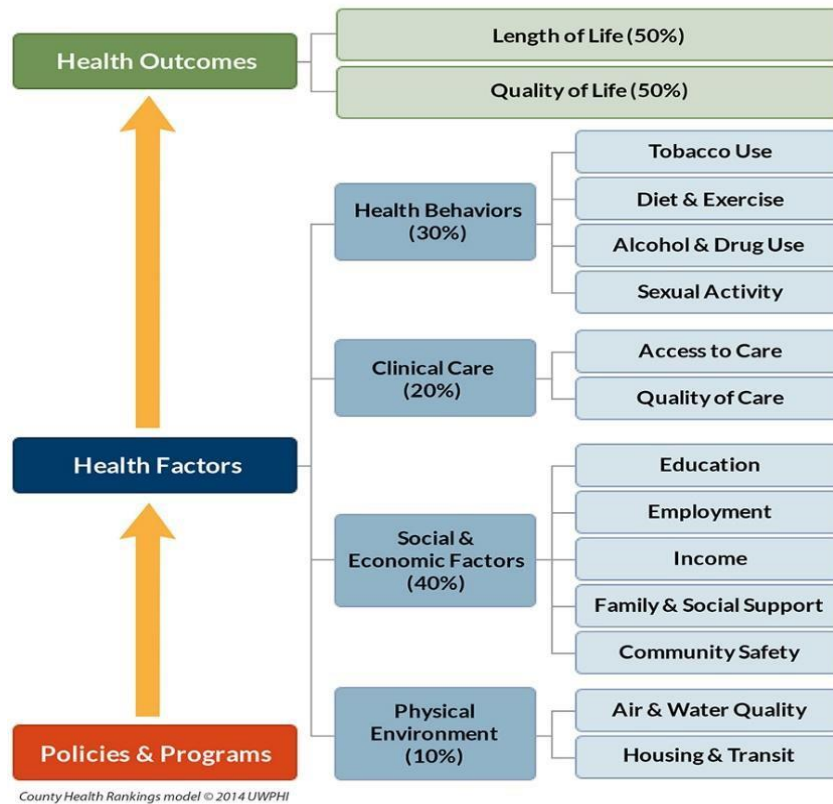 Health Outcomes
Length of Life (50%)
Quality of Life (50%)
Health Factors
Health Behaviors
(30%)
Tobacco Use
Diet & Exercise
Alcohol & Drug Use
Sexual Activity
Clinical Care
(20%)
Access to Care
Quality of Care
Social &
Economic Factors
(40%)
Education
Employment
Income
Family & Social Support
Community Safety
Physical
Environment
(10%)
Air & Water Quality
Housing & Transit
Policies & Programs
County Health Rankings model © 2014 UWPHI